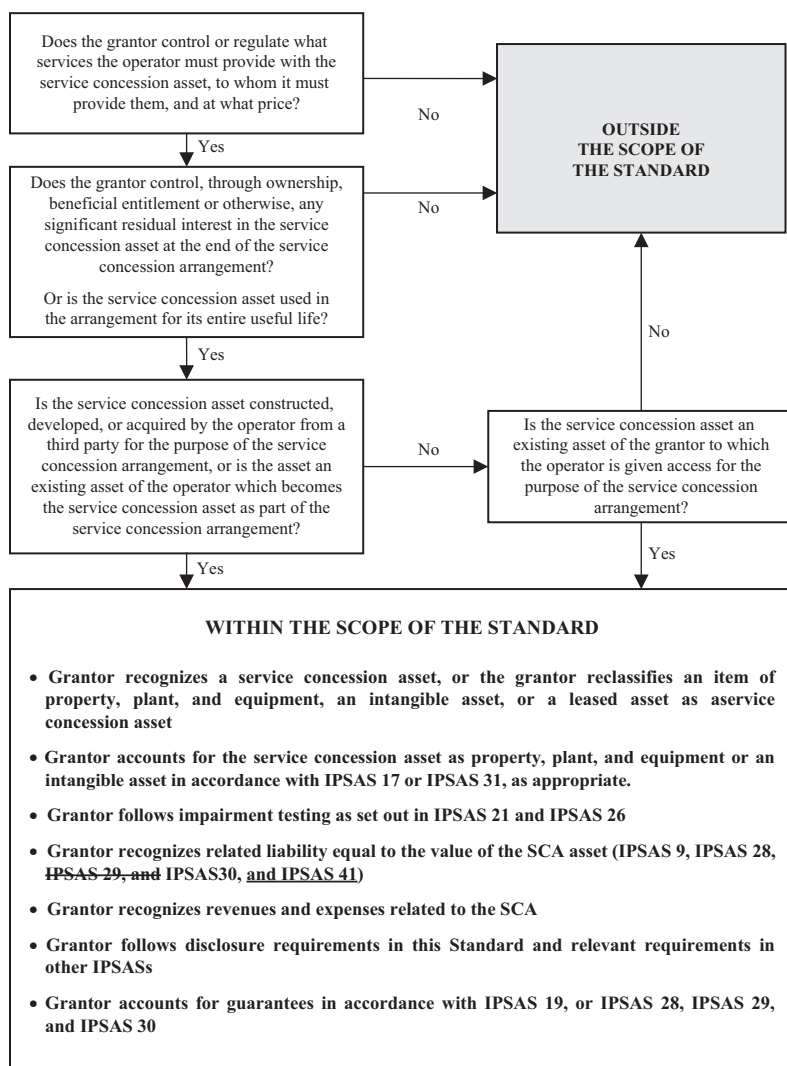 Does the grantor control or regulate what
services the operator must provide with the
service concession asset, to whom it must
provide them, and at what price?
No
OUTSIDE
THE SCOPE OF
THE STANDARD
Yes
Does the grantor control, through ownership,
beneficial entitlement or otherwise, any
significant residual interest in the service
concession asset at the end of the service
concession arrangement?
Or is the service concession asset used in
the arrangement for its entire useful life?
No
No
Yes
Is the service concession asset constructed,
developed, or acquired by the operator from a
third party for the purpose of the service
concession arrangement, or is the asset an
existing asset of the operator which becomes
the service concession asset as part of the
service concession arrangement?
No
Is the service concession asset an
existing asset of the grantor to which
the operator is given access for the
purpose of the service concession
arrangement?
Yes
Yes
WITHIN THE SCOPE OF THE STANDARD
• Grantor recognizes a service concession asset, or the grantor reclassifies an item of
property, plant, and equipment, an intangible asset, or a leased asset as aservice
concession asset
• Grantor accounts for the service concession asset as property, plant, and equipment or an
intangible asset in accordance with IPSAS 17 or IPSAS 31, as appropriate.
• Grantor follows impairment testing as set out in IPSAS 21 and IPSAS 26
• Grantor recognizes related liability equal to the value of the SCA asset (IPSAS 9, IPSAS 28,
IPSAS 29, and IPSAS30, and IPSAS 41)
• Grantor recognizes revenues and expenses related to the SCA
• Grantor follows disclosure requirements in this Standard and relevant requirements in
other IPSASs
• Grantor accounts for guarantees in accordance with IPSAS 19, or IPSAS 28, IPSAS 29,
and IPSAS 30